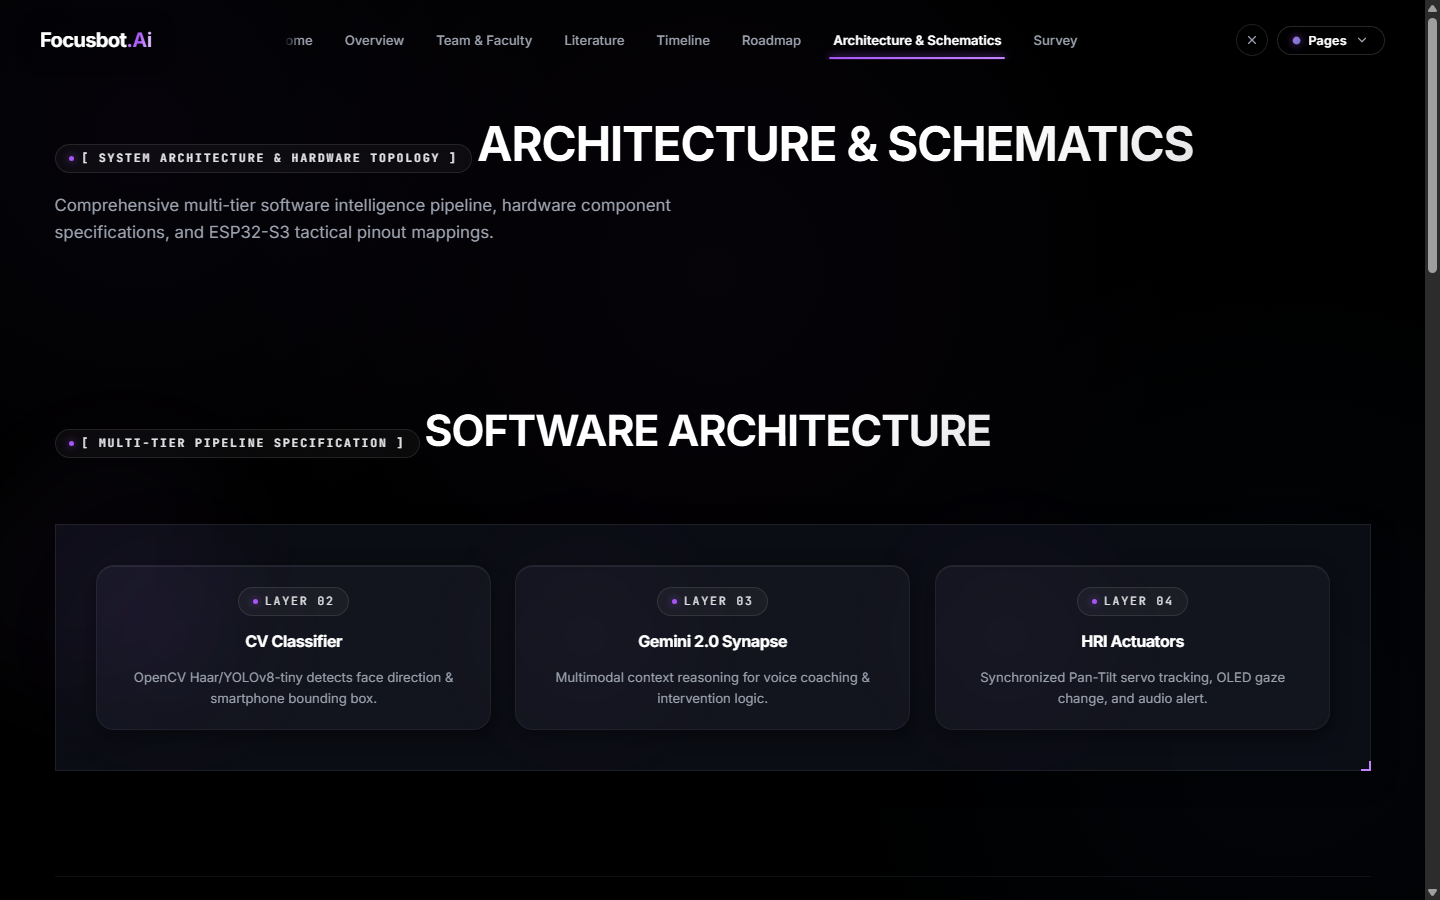 Focusbot.Ai
ome
Overview
Team & Faculty
Literature
Timeline
Roadmap
Architecture & Schematics
Survey
Pages
[ SYSTEM ARCHITECTURE & HARDWARE TOPOLOGY ]
ARCHITECTURE & SCHEMATICS
Comprehensive multi-tier software intelligence pipeline, hardware component
specifications, and ESP32-S3 tactical pinout mappings.
[ MULTI-TIER PIPELINE SPECIFICATION ]
SOFTWARE ARCHITECTURE
LAYER 02
CV Classifier
OpenCV Haar/YOLOv8-tiny detects face direction &
smartphone bounding box.
LAYER 03
Gemini 2.0 Synapse
Multimodal context reasoning for voice coaching &
intervention logic.
LAYER 04
HRI Actuators
Synchronized Pan-Tilt servo tracking, OLED gaze
change, and audio alert.